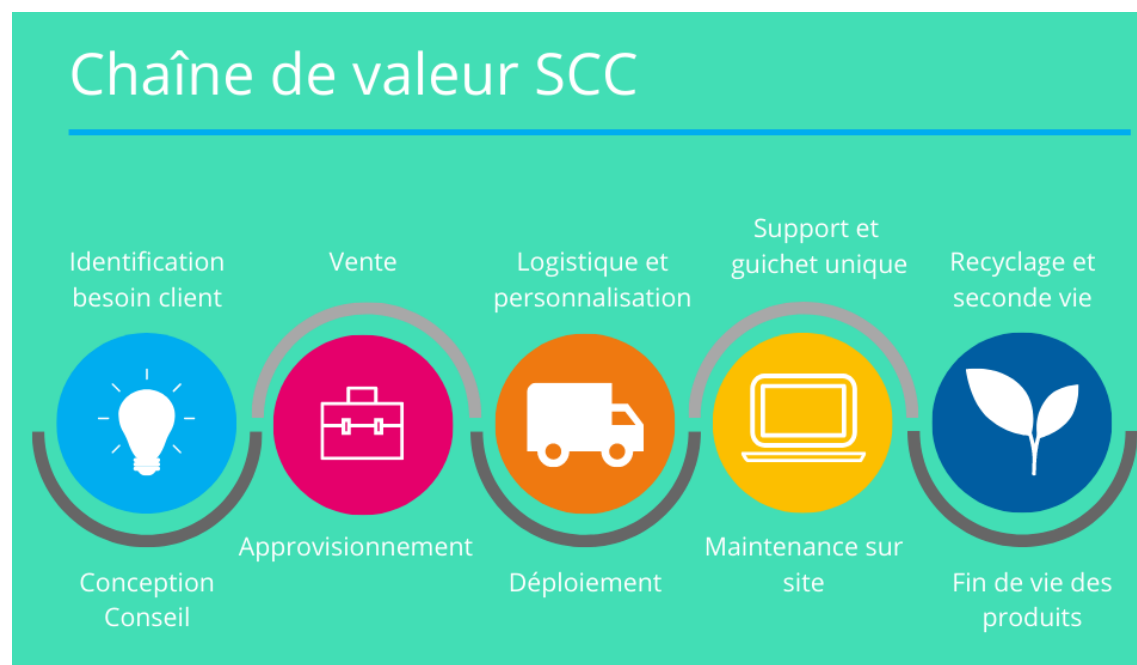 Chaîne de valeur SCC
Identification
besoin client
Vente
Logistique et
personnalisation
Support et
guichet unique
Recyclage et
seconde vie
Conception
Conseil
Approvisionnement
Déploiement
Maintenance sur
site
Fin de vie des
produits